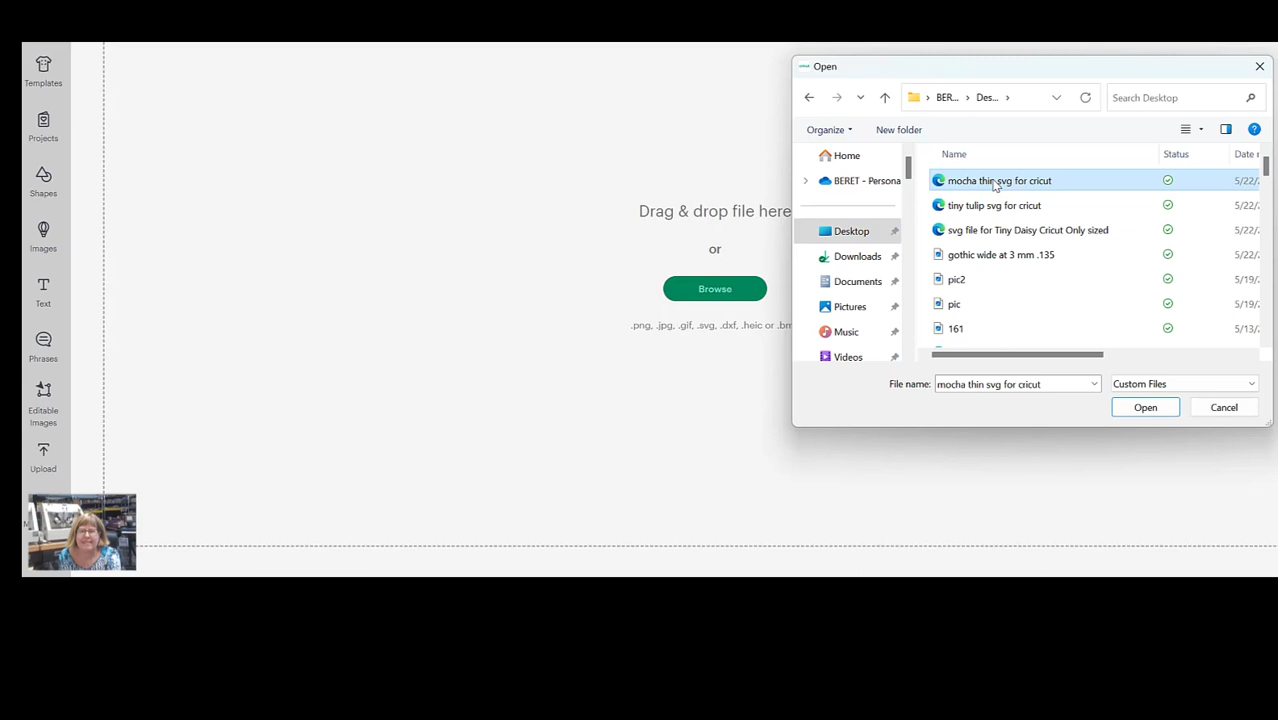 Templates
Projects
Shapes
Images
Text
Phrases
Editable
Images
Upload
Drag & drop file here
or
Browse
.png, .jpg, .gif, .svg, .dxf, .heic or .bm
Open
BER... > Des... >
Search Desktop
Organize
New folder
Home
BERET - Persona
Desktop
Downloads
Documents
Pictures
Music
Videos
Name Status Date r
mocha thin svg for cricut 5/22/
tiny tulip svg for cricut 5/22/
svg file for Tiny Daisy Cricut Only sized 5/22/
gothic wide at 3 mm .135 5/22/
pic2 5/19/
pic 5/19/
161 5/13/
File name: mocha thin svg for cricut
Custom Files
Open
Cancel